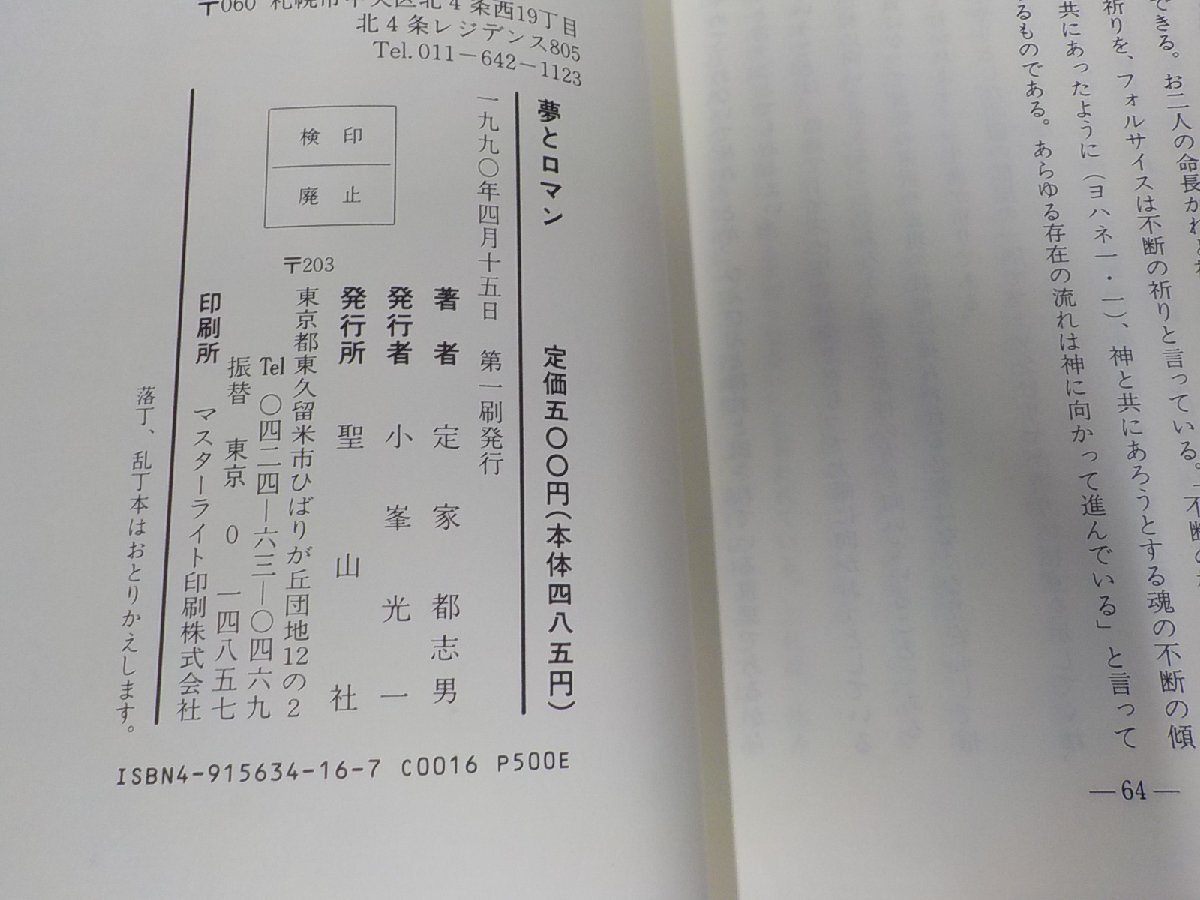 できる。お二人の命長かれと
祈りを、フォルサイスは不断の祈りと言っている。「不断の
共にあったように（ヨハネ一・一）、神と共にあろうとする魂の不断の傾
るものである。あらゆる存在の流れは神に向かって進んでいる」と言って
—64—
〒060 札幌市中央区北4条西19丁目
北4条レジデンス805
Tel. 011－642－1123
夢とロマン 定価五〇〇円（本体四八五円）
一九九〇年四月十五日 第一刷発行
著者 定家都志男
発行者 小峯光一
発行所 聖山社
〒203
東京都東久留米市ひばりが丘団地12の2
Tel 〇四二四－六三－〇四六九
振替 東京 0 一四八五七
印刷所 マスターライト印刷株式会社
検印
廃止
落丁、乱丁本はおとりかえします。
ISBN4-915634-16-7 C0016 P500E